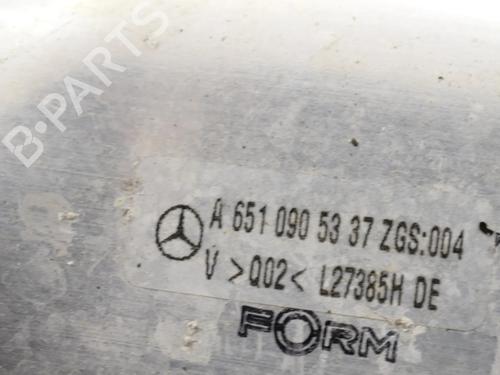 B-PARTS
A 651 090 53 37 ZGS:004
V >Q02< L27385H DE
FORM